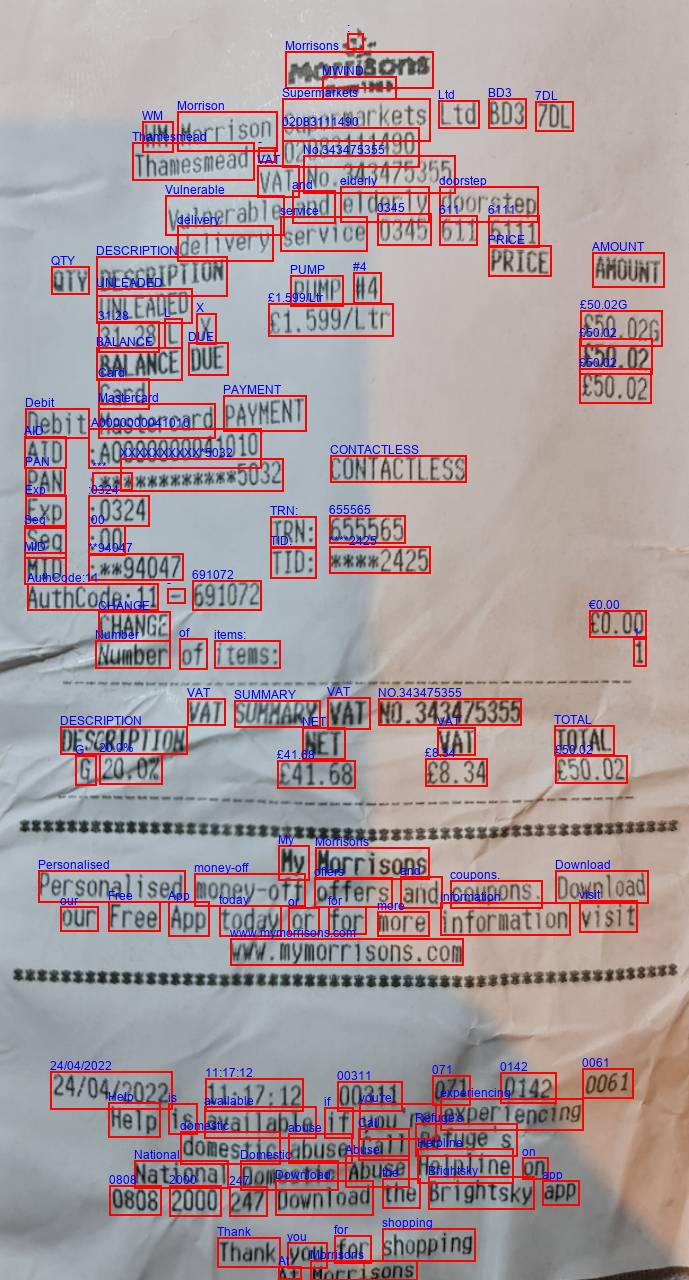 Morrisons
WM Morrison Supermarkets Ltd BD3 7DL
Thamesmead 02083111490
VAT No.343475355
Vulnerable and elderly doorstep
delivery service 0345 611 6111
QTY DESCRIPTION PRICE AMOUNT
UNLEADED PUMP #4 £50.02G
31.28 L X £1.599/Ltr
BALANCE DUE £50.02
Card £50.02
Debit Mastercard PAYMENT
AID :A0000000041010
PAN :************5032 CONTACTLESS
Exp :0324
Seq :00 TRN: 655565
MID :**94047 TID: ****2425
AuthCode:11 - 691072
CHANGE £0.00
Number of items: 1
VAT SUMMARY VAT NO.343475355
DESCRIPTION NET VAT TOTAL
G 20.0% £41.68 £8.34 £50.02
My Morrisons
Personalised money-off offers and coupons. Download
our Free App today or for more information visit
www.mymorrisons.com
24/04/2022 11:17:12 00311 071 0142 0061
Help is available if you're experiencing
domestic abuse Call Refuge's
National Domestic Abuse Helpline on
0808 2000 247 Download the Brightsky app
Thank you for shopping
At Morrisons